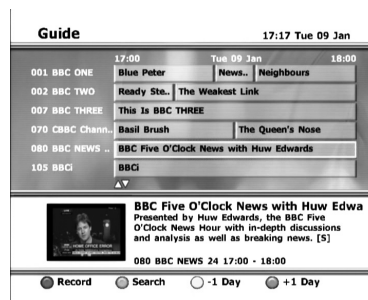 Guide 17:17 Tue 09 Jan
17:00 Tue 09 Jan 18:00
001 BBC ONE Blue Peter News.. Neighbours
002 BBC TWO Ready Ste.. The Weakest Link
007 BBC THREE This Is BBC THREE
070 CBBC Chann.. Basil Brush The Queen's Nose
080 BBC NEWS .. BBC Five O'Clock News with Huw Edwards
105 BBCi BBCi
BBC Five O'Clock News with Huw Edwa
Presented by Huw Edwards, the BBC Five
O'Clock News Hour with in-depth discussions
and analysis as well as breaking news. [S]
HOME OFFICE ERROR
080 BBC NEWS 24 17:00 - 18:00
Record Search -1 Day +1 Day